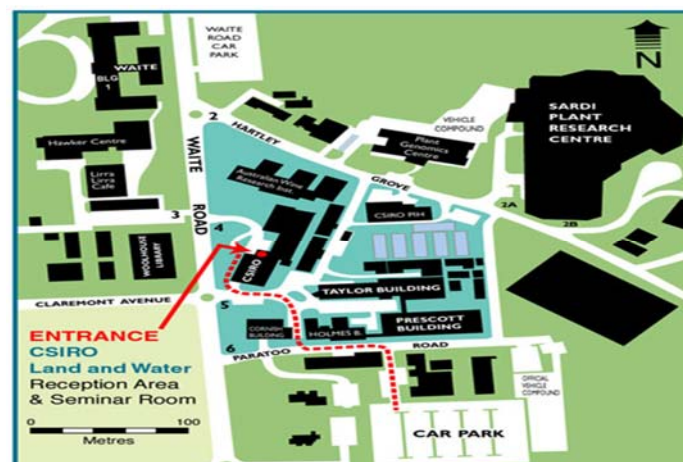 WAITE
ROAD
CAR
PARK
N
WAITE
BLG
1
SARDI
PLANT
RESEARCH
CENTRE
VEHICLE
COMPOUND
2
HARTLEY
GROVE
Hawker Centre
Plant
Genomics
Centre
WAITE
ROAD
Lirra
Lirra
Cafe
Australian Wine
Research Inst.
2A
CSIRO PI
3
4
2B
WOOLHOUSE
LIBRARY
CSIRO
TAYLOR BUILDING
CLAREMONT AVENUE
5
PRESCOTT
BUILDING
CORNISH
BUILDING
HOLMES B.
6
PARATOO
ROAD
ENTRANCE
CSIRO
Land and Water
Reception Area
& Seminar Room
OFFICIAL
VEHICLE
COMPOUND
0
100
Metres
CAR PARK